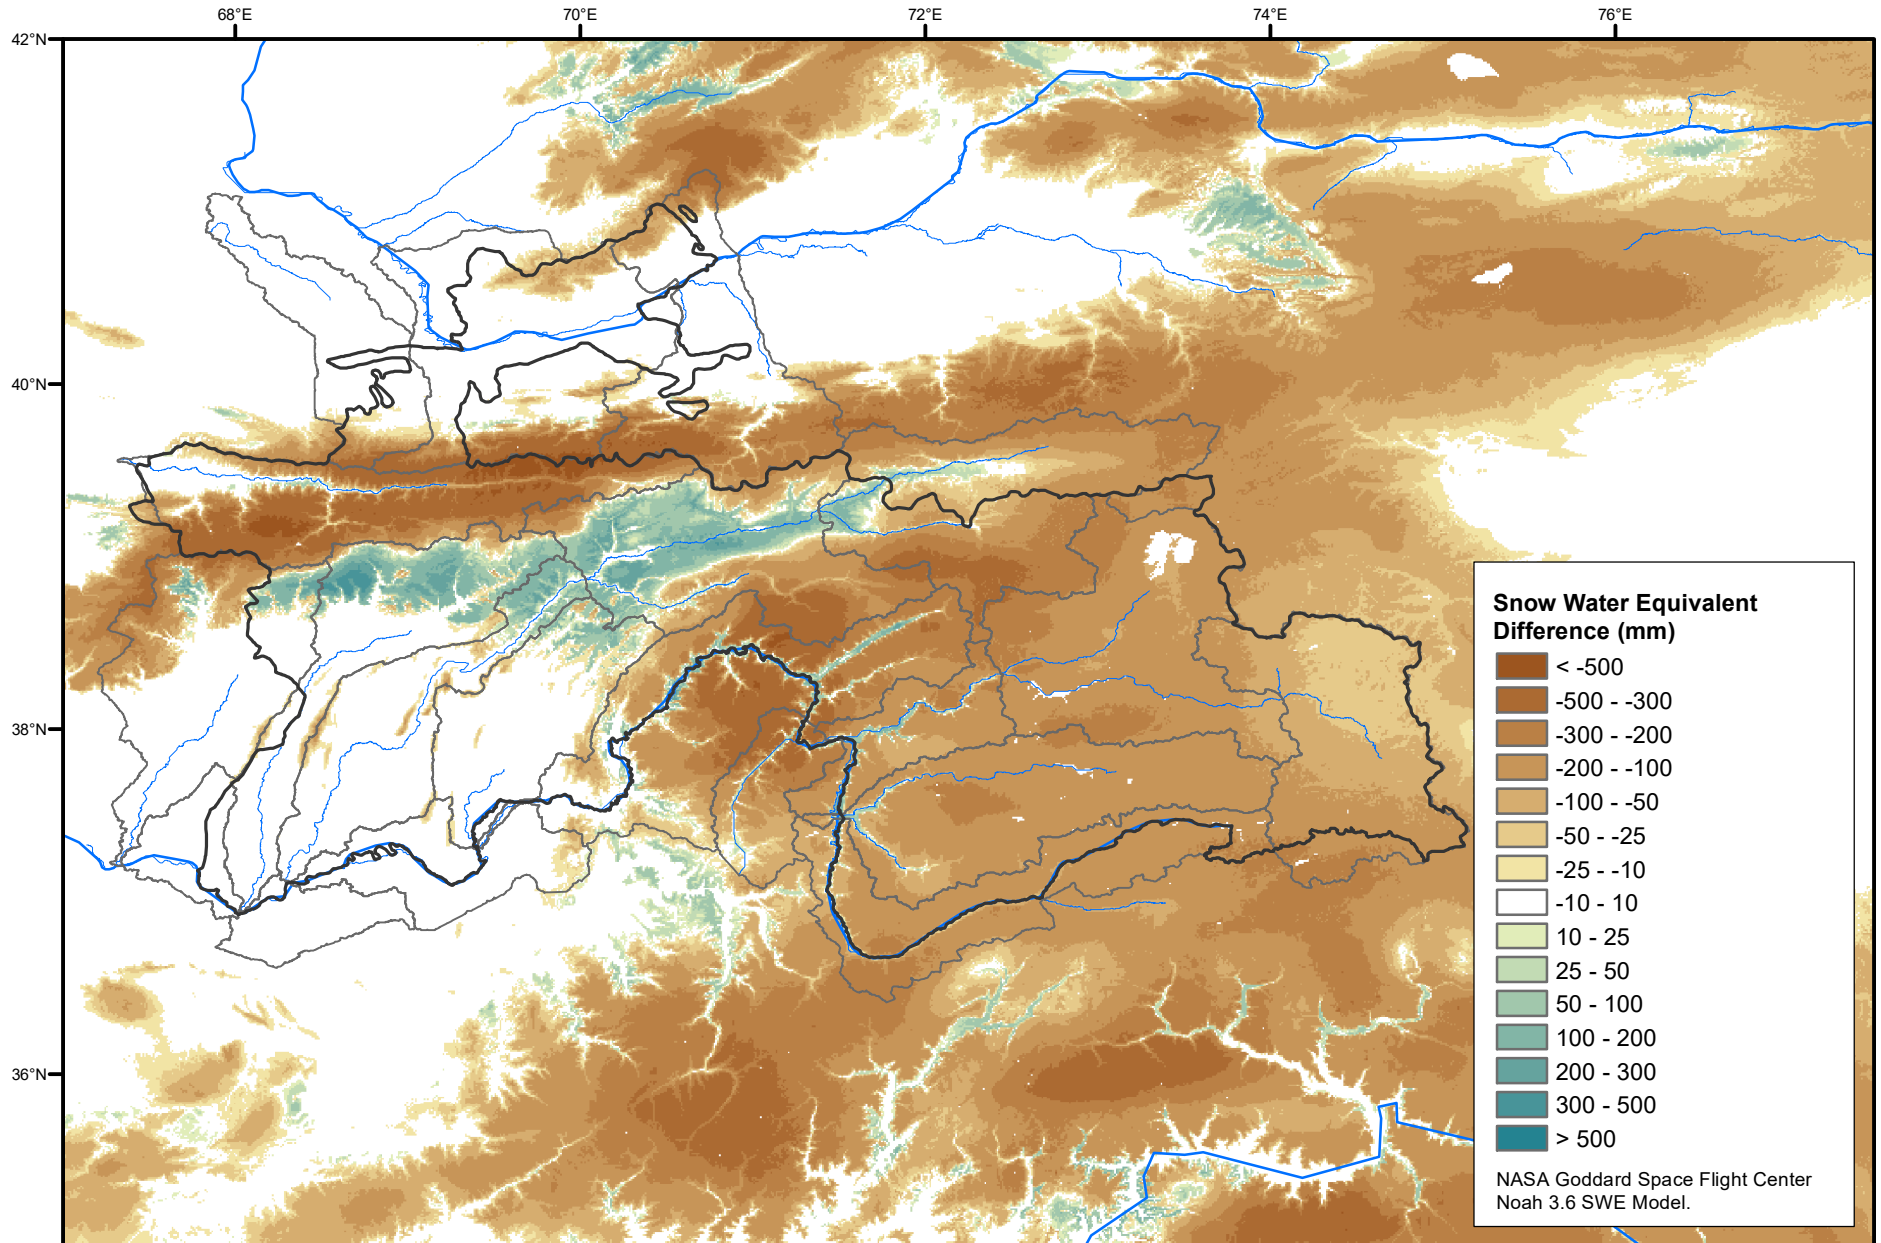 68°E 70°E 72°E 74°E 76°E
42°N
40°N
38°N
36°N
Snow Water Equivalent
Difference (mm)
< -500
-500 - -300
-300 - -200
-200 - -100
-100 - -50
-50 - -25
-25 - -10
-10 - 10
10 - 25
25 - 50
50 - 100
100 - 200
200 - 300
300 - 500
> 500
NASA Goddard Space Flight Center
Noah 3.6 SWE Model.